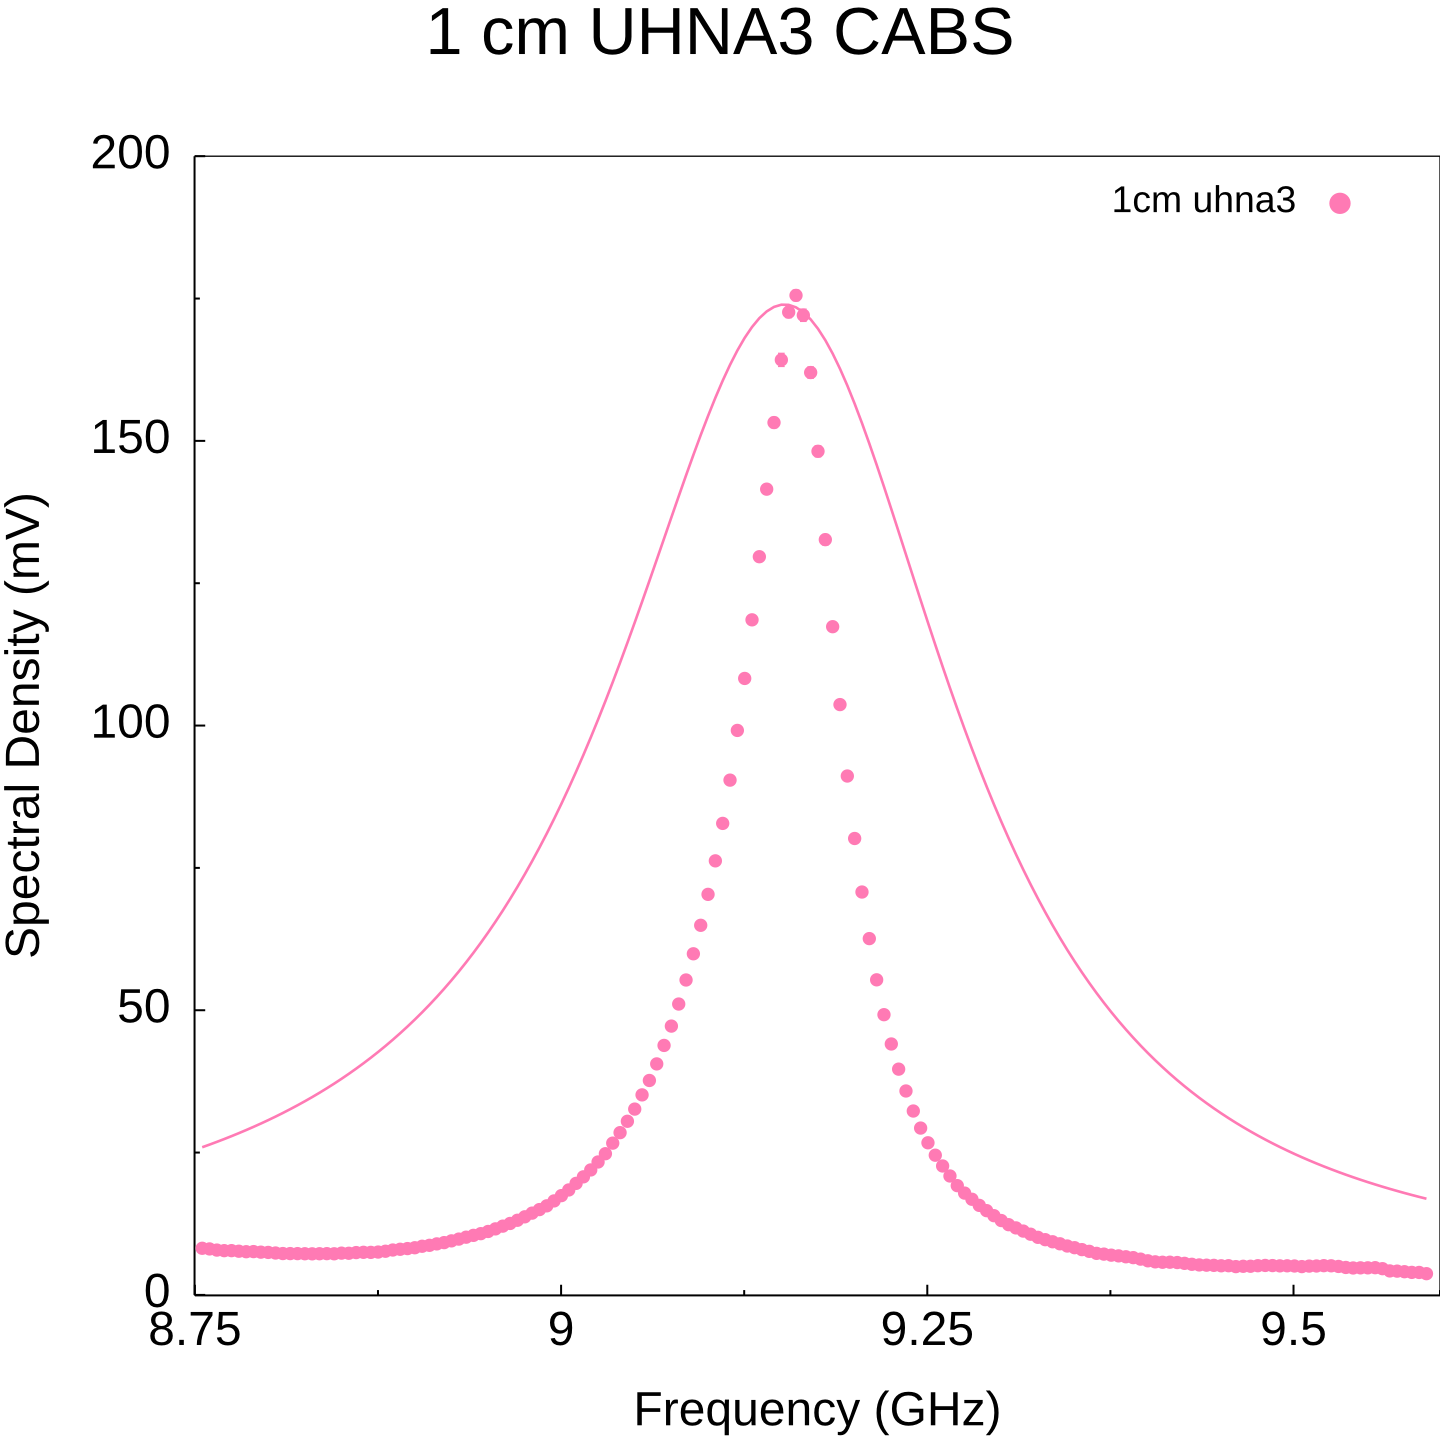 1 cm UHNA3 CABS
200
1cm uhna3
150
100
50
0
Spectral Density (mV)
8.75 9 9.25 9.5
Frequency (GHz)